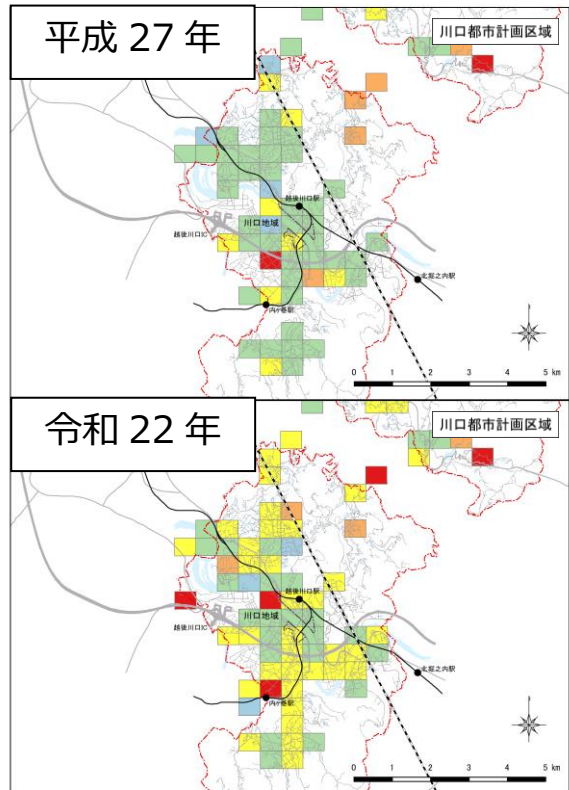 平成 27 年
川口都市計画区域
越後川口駅
川口地域
越後川口IC
北堀之内駅
内ケ巻駅
0 1 2 3 4 5 km
令和 22 年
川口都市計画区域
越後川口駅
川口地域
越後川口IC
北堀之内駅
内ケ巻駅
0 1 2 3 4 5 km